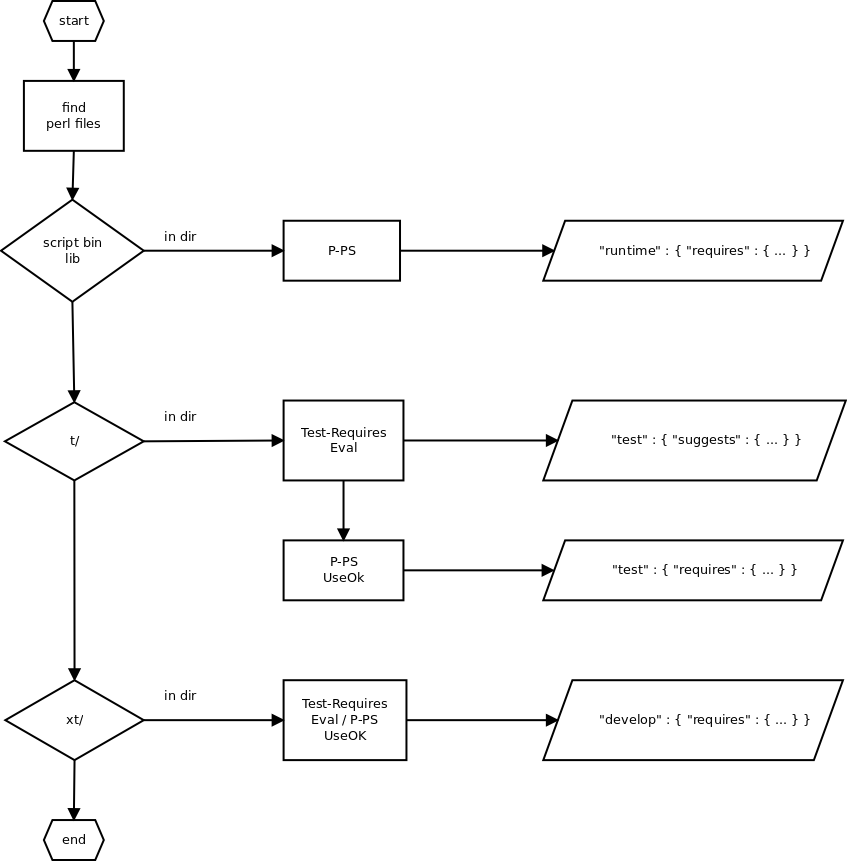 start
find
perl files
script bin
lib
in dir
P-PS
"runtime" : { "requires" : { ... } }
t/
in dir
Test-Requires
Eval
"test" : { "suggests" : { ... } }
P-PS
UseOk
"test" : { "requires" : { ... } }
xt/
in dir
Test-Requires
Eval / P-PS
UseOK
"develop" : { "requires" : { ... } }
end